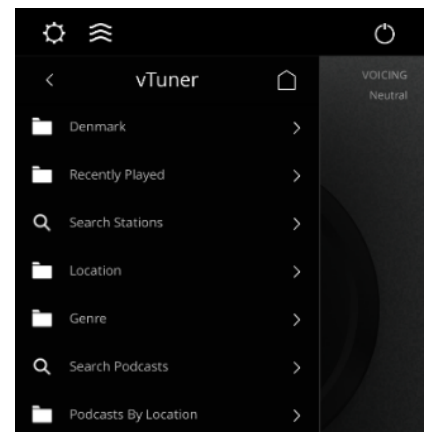 vTuner
VOICING
Neutral
Denmark
Recently Played
Search Stations
Location
Genre
Search Podcasts
Podcasts By Location